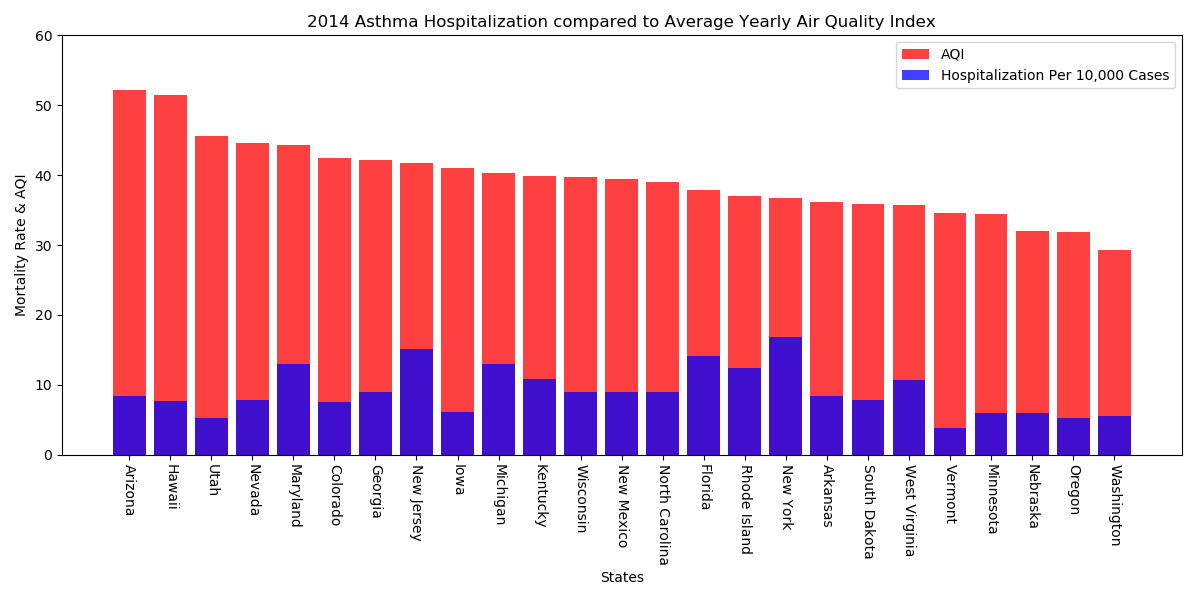 2014 Asthma Hospitalization compared to Average Yearly Air Quality Index
AQI
Hospitalization Per 10,000 Cases
Mortality Rate & AQI
60
50
40
30
20
10
0
Arizona
Hawaii
Utah
Nevada
Maryland
Colorado
Georgia
New Jersey
Iowa
Michigan
Kentucky
Wisconsin
New Mexico
North Carolina
Florida
Rhode Island
New York
Arkansas
South Dakota
West Virginia
Vermont
Minnesota
Nebraska
Oregon
Washington
States